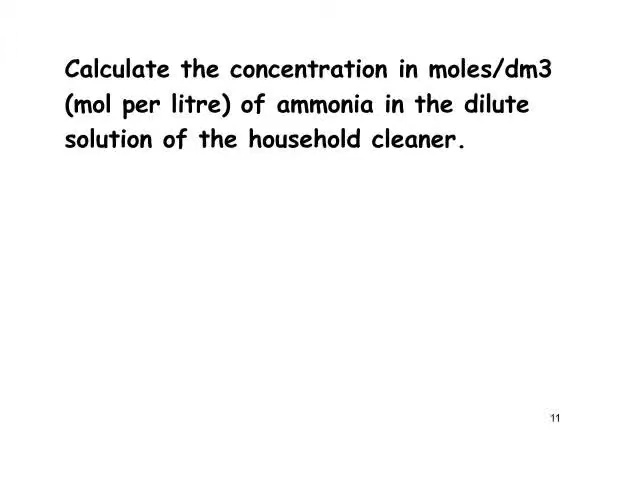 Calculate the concentration in moles/dm3
(mol per litre) of ammonia in the dilute
solution of the household cleaner.
11